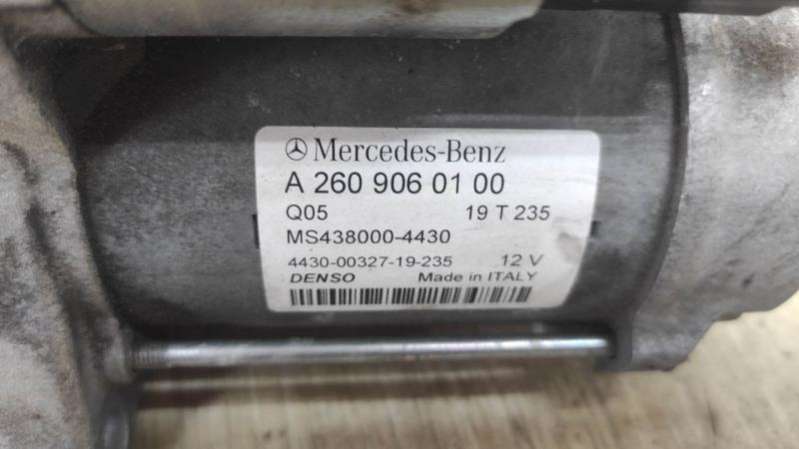 Mercedes-Benz
A 260 906 01 00
Q05 19 T 235
MS438000-4430
4430-00327-19-235 12 V
DENSO Made in ITALY